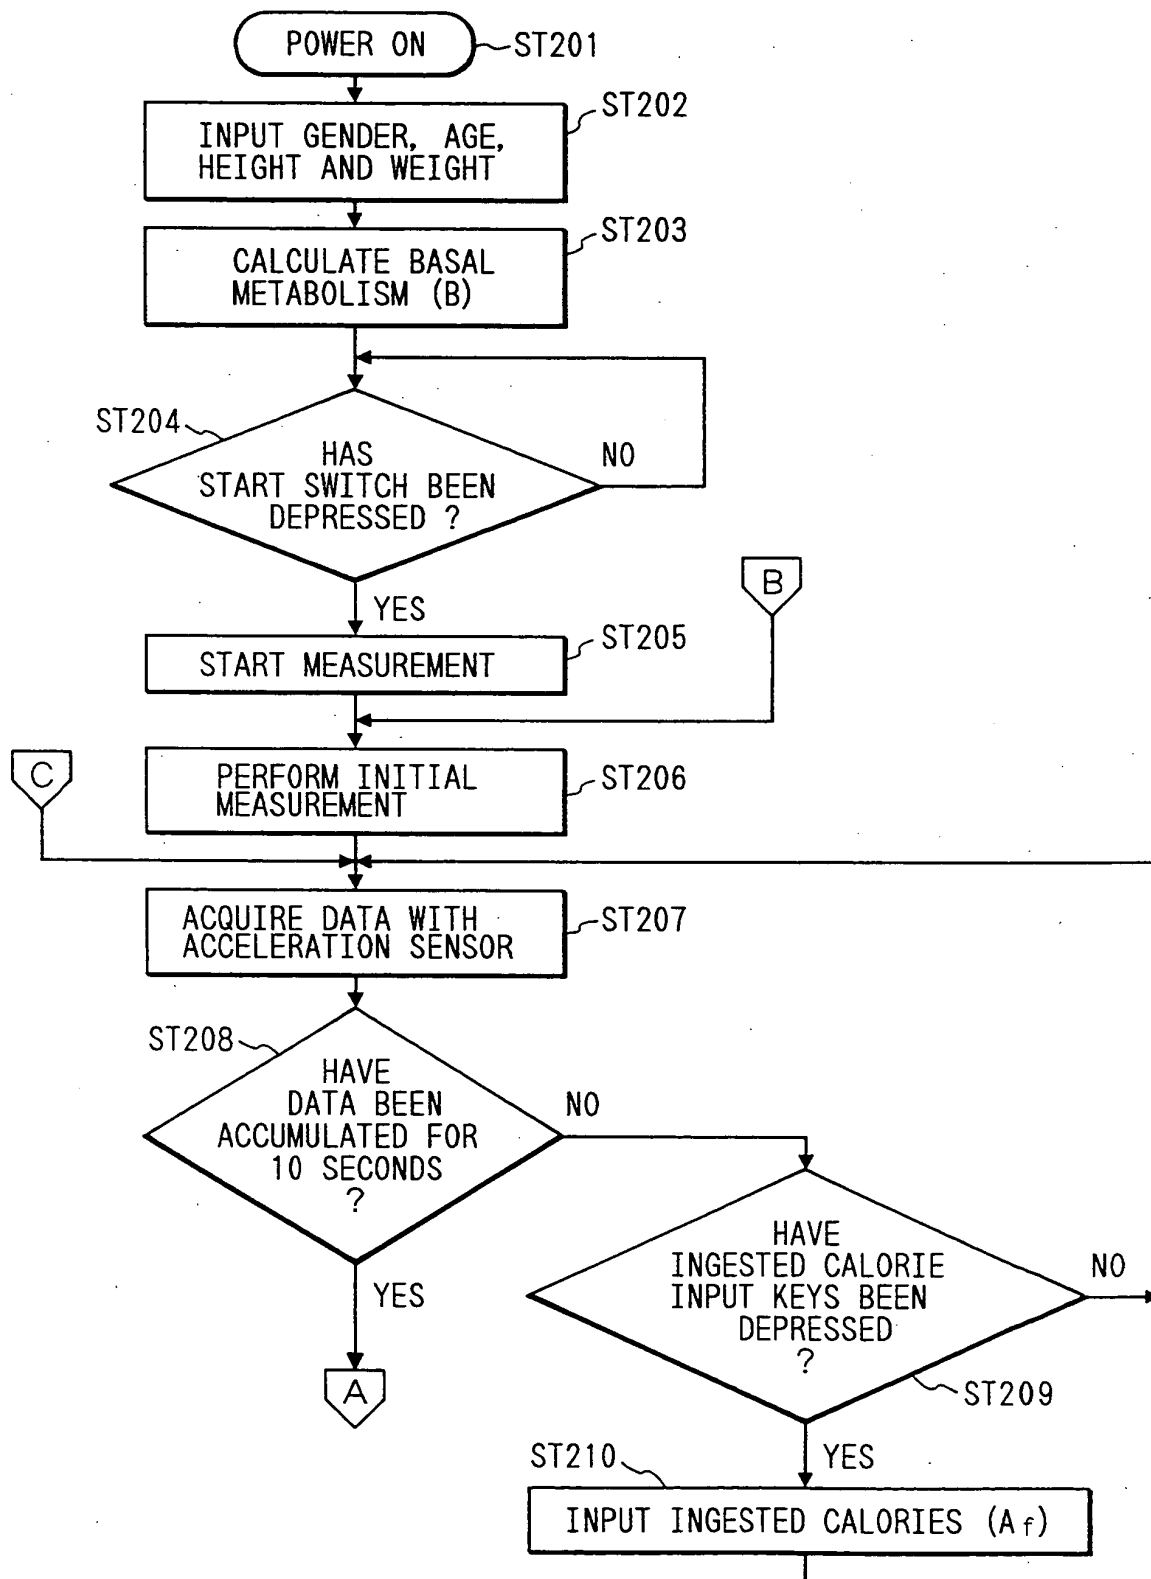 POWER ON
ST201
ST202
INPUT GENDER, AGE,
HEIGHT AND WEIGHT
ST203
CALCULATE BASAL
METABOLISM (B)
ST204
HAS
START SWITCH BEEN
DEPRESSED ?
NO
YES
B
ST205
START MEASUREMENT
C
ST206
PERFORM INITIAL
MEASUREMENT
ST207
ACQUIRE DATA WITH
ACCELERATION SENSOR
ST208
HAVE
DATA BEEN
ACCUMULATED FOR
10 SECONDS
?
NO
YES
A
HAVE
INGESTED CALORIE
INPUT KEYS BEEN
DEPRESSED
?
NO
ST209
YES
ST210
INPUT INGESTED CALORIES (Af)